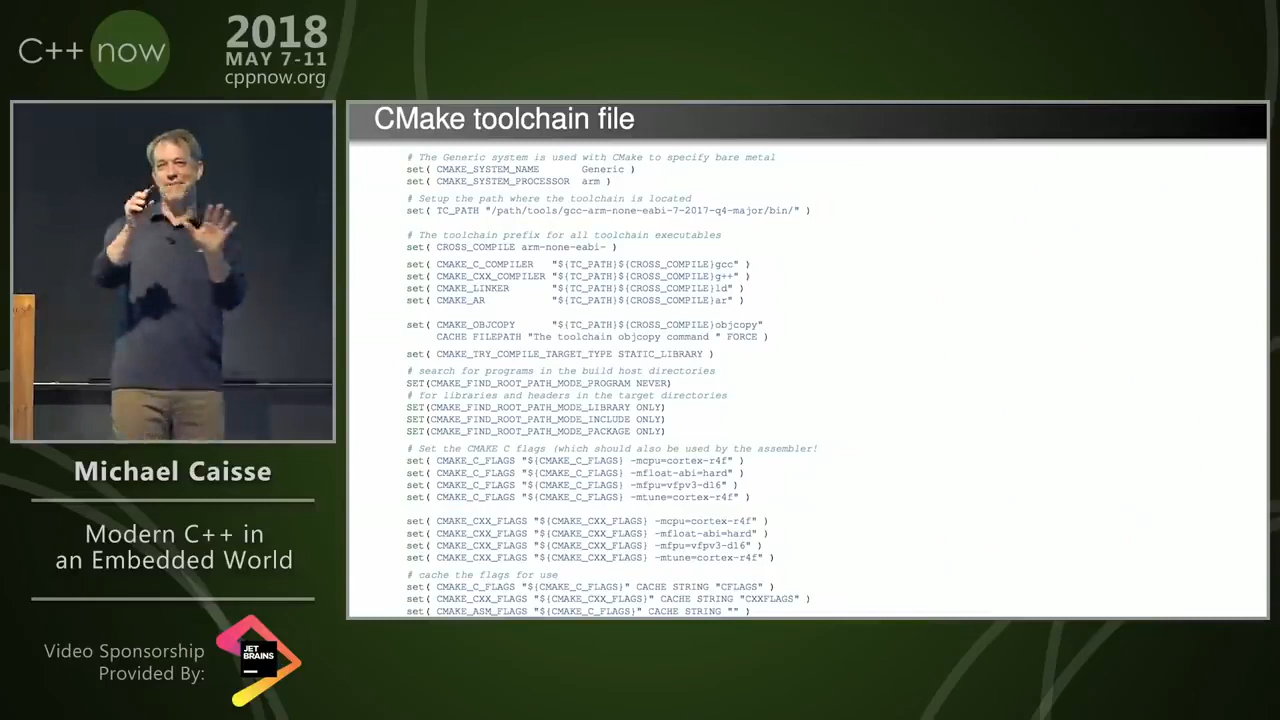 C++ now
2018
MAY 7-11
cppnow.org
CMake toolchain file
# The Generic system is used with CMake to specify bare metal
set( CMAKE_SYSTEM_NAME Generic )
set( CMAKE_SYSTEM_PROCESSOR arm )
# Setup the path where the toolchain is located
set( TC_PATH "/path/tools/gcc-arm-none-eabi-7-2017-q4-major/bin/" )
# The toolchain prefix for all toolchain executables
set( CROSS_COMPILE arm-none-eabi- )
set( CMAKE_C_COMPILER "${TC_PATH}${CROSS_COMPILE}gcc" )
set( CMAKE_CXX_COMPILER "${TC_PATH}${CROSS_COMPILE}g++" )
set( CMAKE_LINKER "${TC_PATH}${CROSS_COMPILE}ld" )
set( CMAKE_AR "${TC_PATH}${CROSS_COMPILE}ar" )
set( CMAKE_OBJCOPY "${TC_PATH}${CROSS_COMPILE}objcopy"
CACHE FILEPATH "The toolchain objcopy command " FORCE )
set( CMAKE_TRY_COMPILE_TARGET_TYPE STATIC_LIBRARY )
# search for programs in the build host directories
SET(CMAKE_FIND_ROOT_PATH_MODE_PROGRAM NEVER)
# for libraries and headers in the target directories
SET(CMAKE_FIND_ROOT_PATH_MODE_LIBRARY ONLY)
SET(CMAKE_FIND_ROOT_PATH_MODE_INCLUDE ONLY)
SET(CMAKE_FIND_ROOT_PATH_MODE_PACKAGE ONLY)
# Set the CMAKE C flags (which should also be used by the assembler!
set( CMAKE_C_FLAGS "${CMAKE_C_FLAGS} -mcpu=cortex-r4f" )
set( CMAKE_C_FLAGS "${CMAKE_C_FLAGS} -mfloat-abi=hard" )
set( CMAKE_C_FLAGS "${CMAKE_C_FLAGS} -mfpu=vfpv3-d16" )
set( CMAKE_C_FLAGS "${CMAKE_C_FLAGS} -mtune=cortex-r4f" )
set( CMAKE_CXX_FLAGS "${CMAKE_CXX_FLAGS} -mcpu=cortex-r4f" )
set( CMAKE_CXX_FLAGS "${CMAKE_CXX_FLAGS} -mfloat-abi=hard" )
set( CMAKE_CXX_FLAGS "${CMAKE_CXX_FLAGS} -mfpu=vfpv3-d16" )
set( CMAKE_CXX_FLAGS "${CMAKE_CXX_FLAGS} -mtune=cortex-r4f" )
# cache the flags for use
set( CMAKE_C_FLAGS "${CMAKE_C_FLAGS}" CACHE STRING "CFLAGS" )
set( CMAKE_CXX_FLAGS "${CMAKE_CXX_FLAGS}" CACHE STRING "CXXFLAGS" )
set( CMAKE_ASM_FLAGS "${CMAKE_C_FLAGS}" CACHE STRING "" )
Michael Caisse
Modern C++ in
an Embedded World
Video Sponsorship
Provided By:
JET
BRAINS